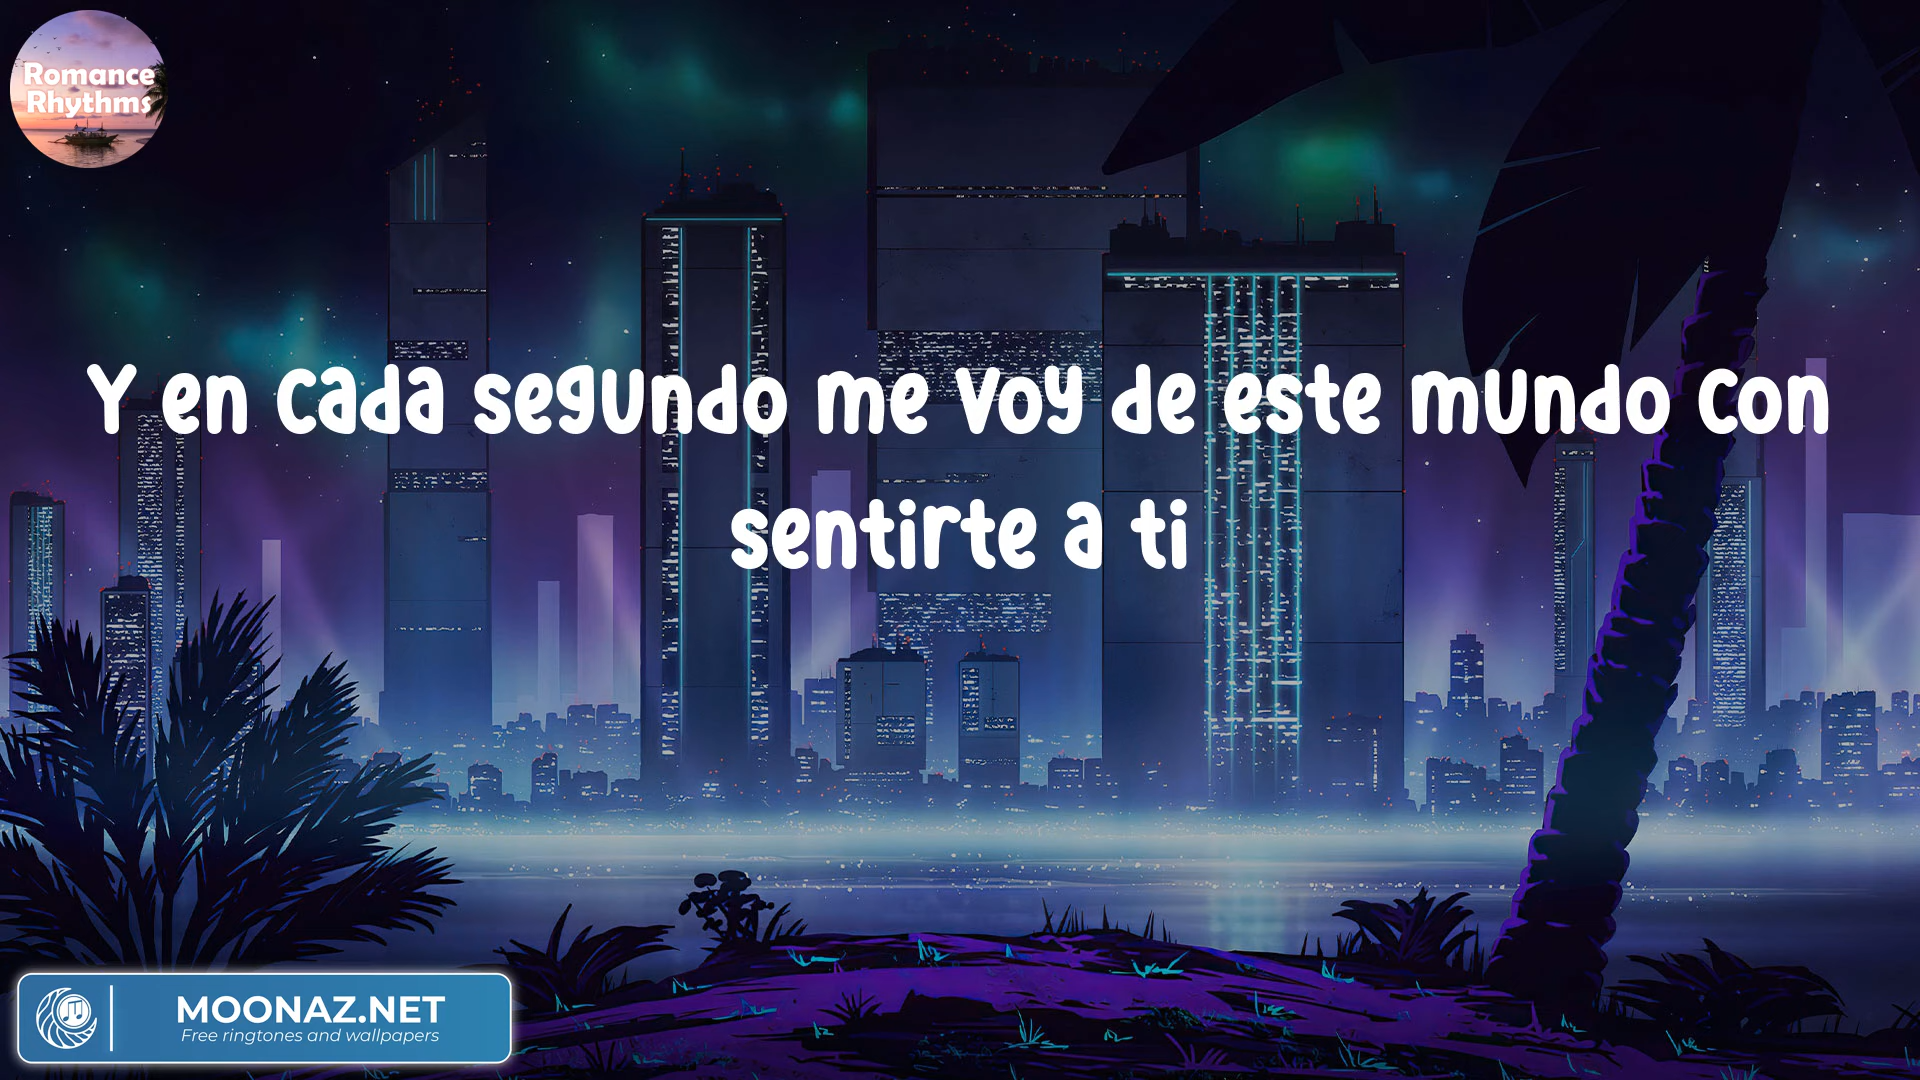 Romance
Rhythms
Y en cada segundo me voy de este mundo con
sentirte a ti
MOONAZ.NET
Free ringtones and wallpapers